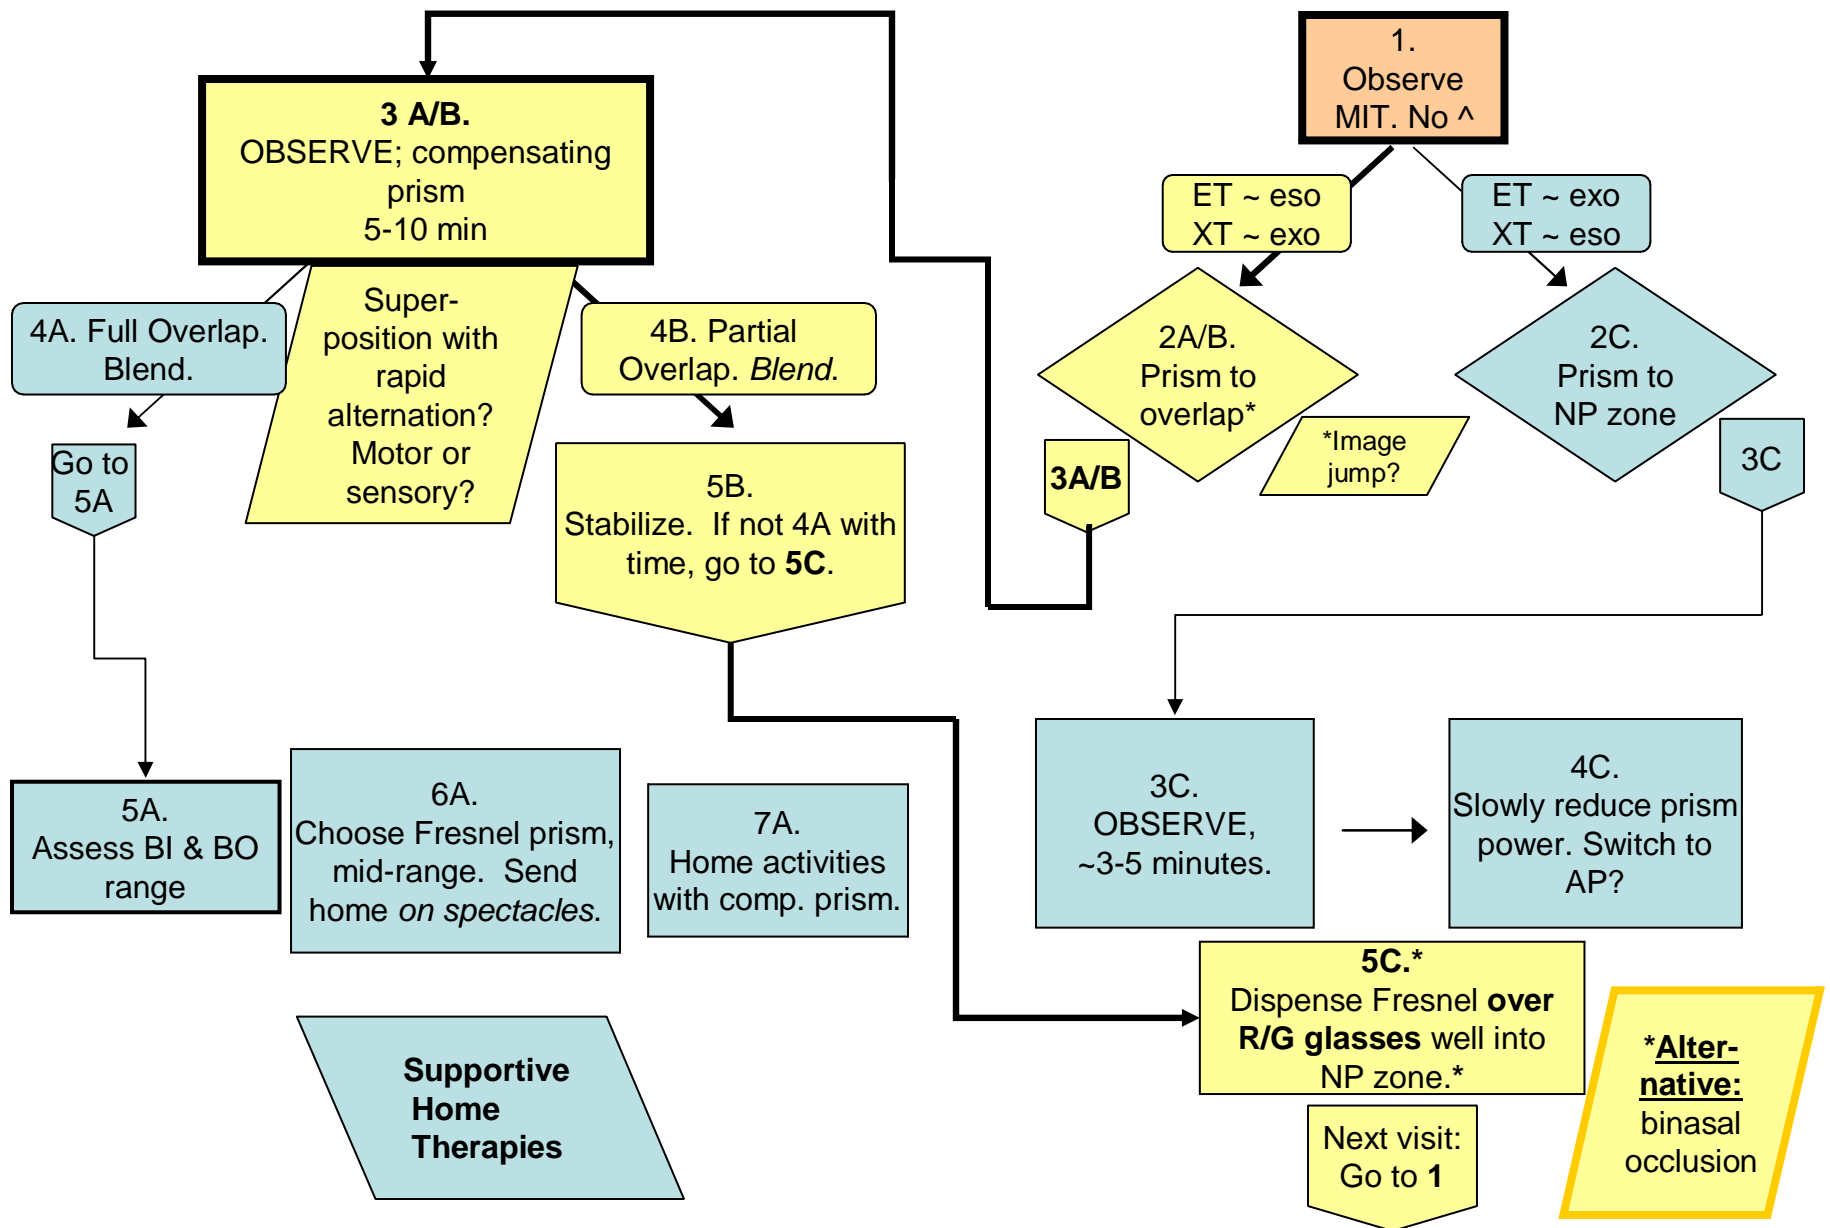 1.
Observe
MIT. No ^
ET ~ eso
XT ~ exo
ET ~ exo
XT ~ eso
2A/B.
Prism to
overlap*
*Image
jump?
3A/B
2C.
Prism to
NP zone
3C
3 A/B.
OBSERVE; compensating
prism
5-10 min
Super-
position with
rapid
alternation?
Motor or
sensory?
4A. Full Overlap.
Blend.
4B. Partial
Overlap. Blend.
Go to
5A
5B.
Stabilize.  If not 4A with
time, go to 5C.
5A.
Assess BI & BO
range
6A.
Choose Fresnel prism,
mid-range.  Send
home on spectacles.
7A.
Home activities
with comp. prism.
3C.
OBSERVE,
~3-5 minutes.
4C.
Slowly reduce prism
power. Switch to
AP?
5C.*
Dispense Fresnel over
R/G glasses well into
NP zone.*
*Alter-
native:
binasal
occlusion
Next visit:
Go to 1
Supportive
Home
Therapies